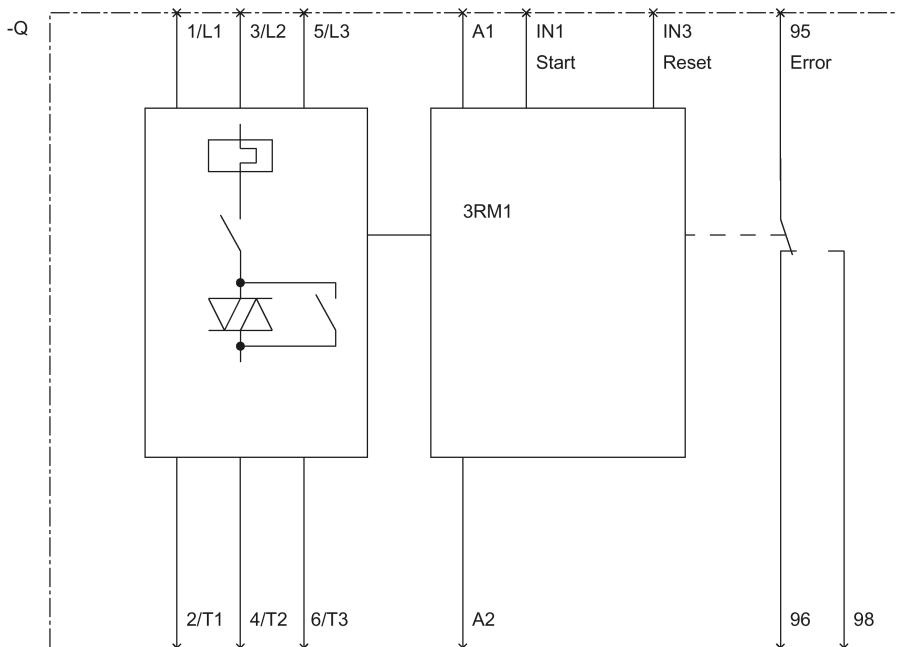 -Q
1/L1 3/L2 5/L3 A1 IN1 IN3 95
Start Reset Error
3RM1
2/T1 4/T2 6/T3 A2 96 98